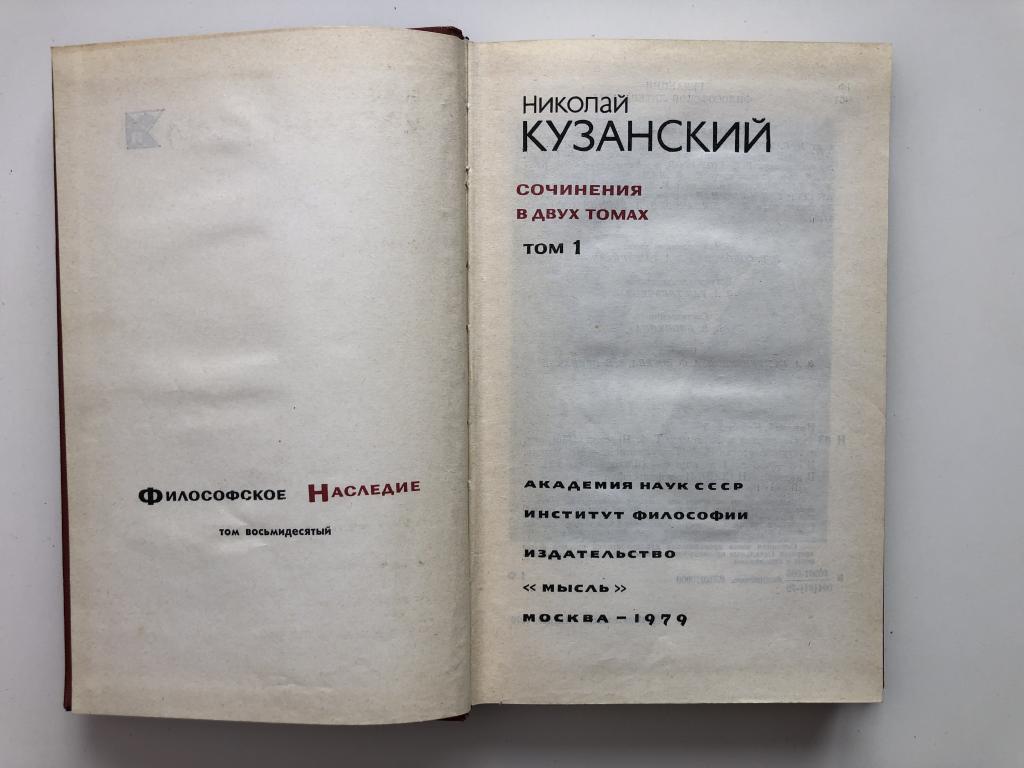 Философское Наследие
том восьмидесятый
НИКОЛАЙ
КУЗАНСКИЙ
СОЧИНЕНИЯ
В ДВУХ ТОМАХ
ТОМ 1
АКАДЕМИЯ НАУК СССР
ИНСТИТУТ ФИЛОСОФИИ
ИЗДАТЕЛЬСТВО
«МЫСЛЬ»
МОСКВА – 1979